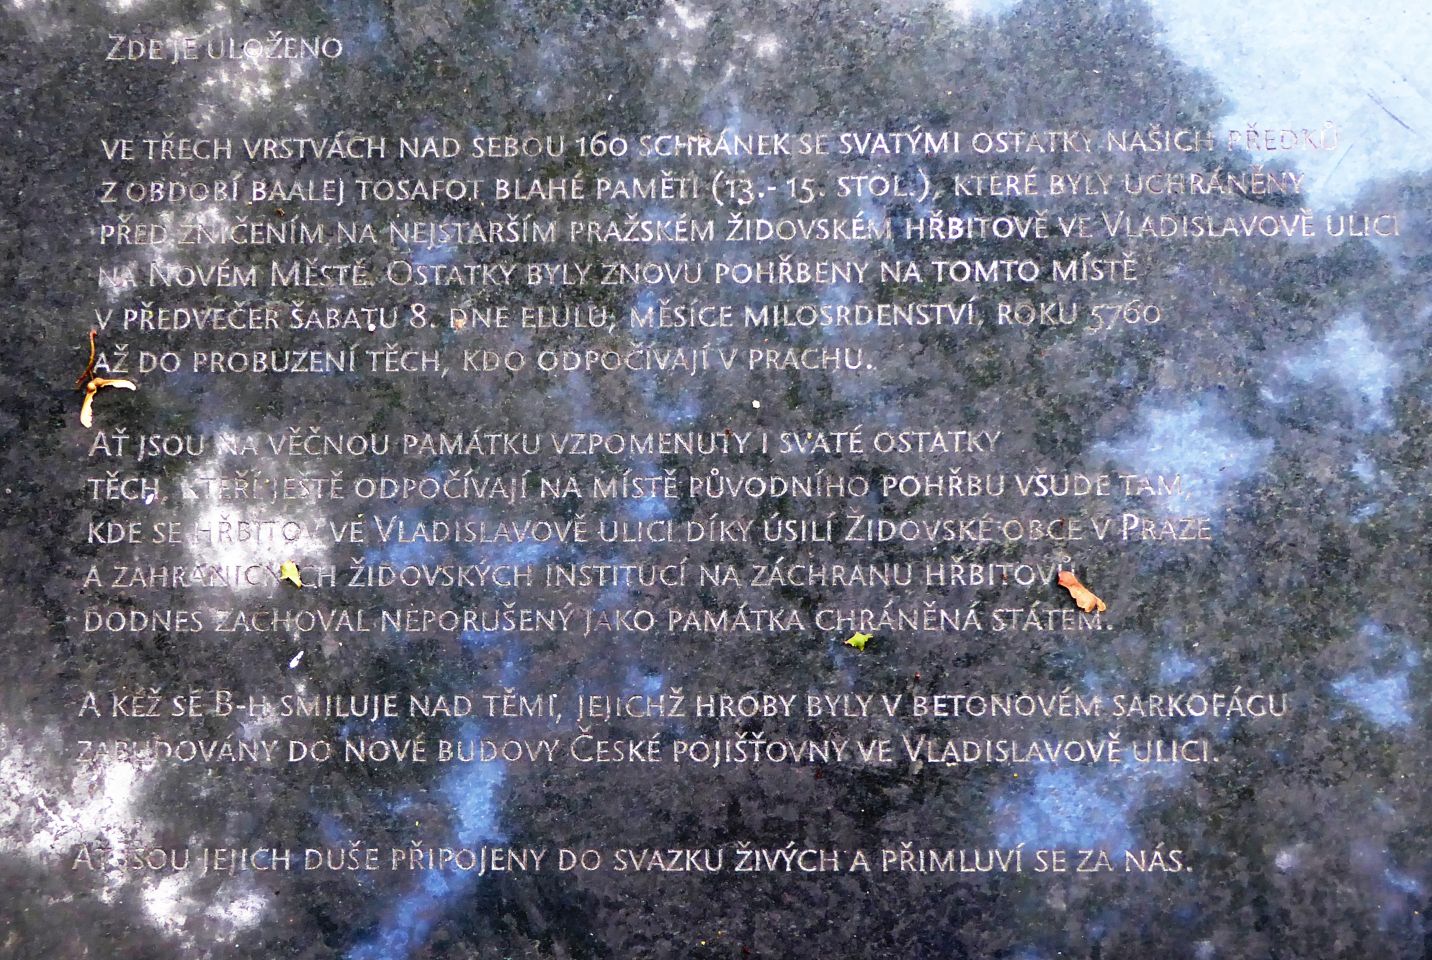 Zde je uloženo
ve třech vrstvách nad sebou 160 schránek se svatými ostatky našich předků
z období baalej tosafot blahé paměti (13.- 15. stol.), které byly uchráněny
před zničením na nejstarším pražském židovském hřbitově ve Vladislavově ulici
na Novém Městě. Ostatky byly znovu pohřbeny na tomto místě
v předvečer šabatu 8. dne elulu, měsíce milosrdenství, roku 5760
až do probuzení těch, kdo odpočívají v prachu.
Ať jsou na věčnou památku vzpomenuty i svaté ostatky
těch, kteří ještě odpočívají na místě původního pohřbu všude tam,
kde se hřbitov ve Vladislavově ulici díky úsilí Židovské obce v Praze
a zahraničních židovských institucí na záchranu hřbitovů
dodnes zachoval neporušený jako památka chráněná státem.
A kéž se B-h smiluje nad těmi, jejichž hroby byly v betonovém sarkofágu
zabudovány do nové budovy České pojišťovny ve Vladislavově ulici.
Ať jsou jejich duše připojeny do svazku živých a přimluví se za nás.